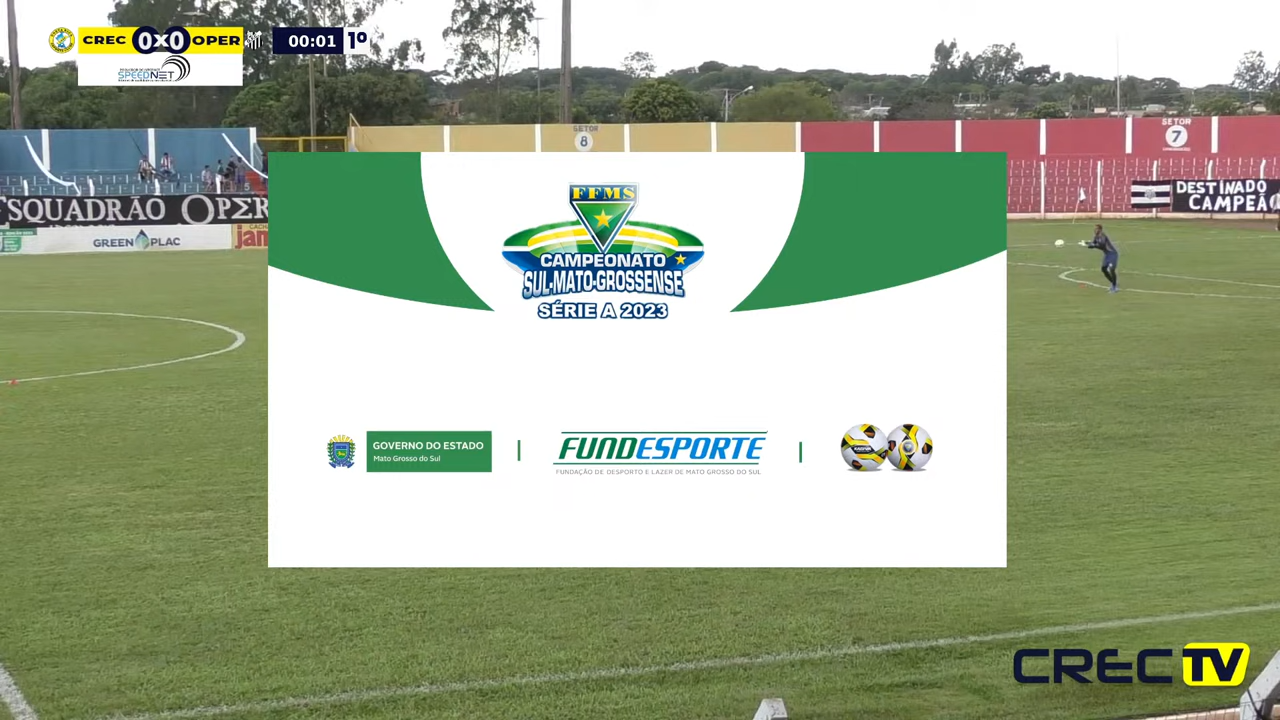 CREC 0X0 OPER 00:01 1º
SPEEDNET
SETOR
8
SETOR
7
ESQUADRÃO OPER
DESTINADO
CAMPEÃO
GREEN PLAC
FFMS
CAMPEONATO
SUL-MATO-GROSSENSE
SÉRIE A 2023
GOVERNO DO ESTADO
Mato Grosso do Sul
FUNDESPORTE
FUNDAÇÃO DE DESPORTO E LAZER DE MATO GROSSO DO SUL
CREC TV